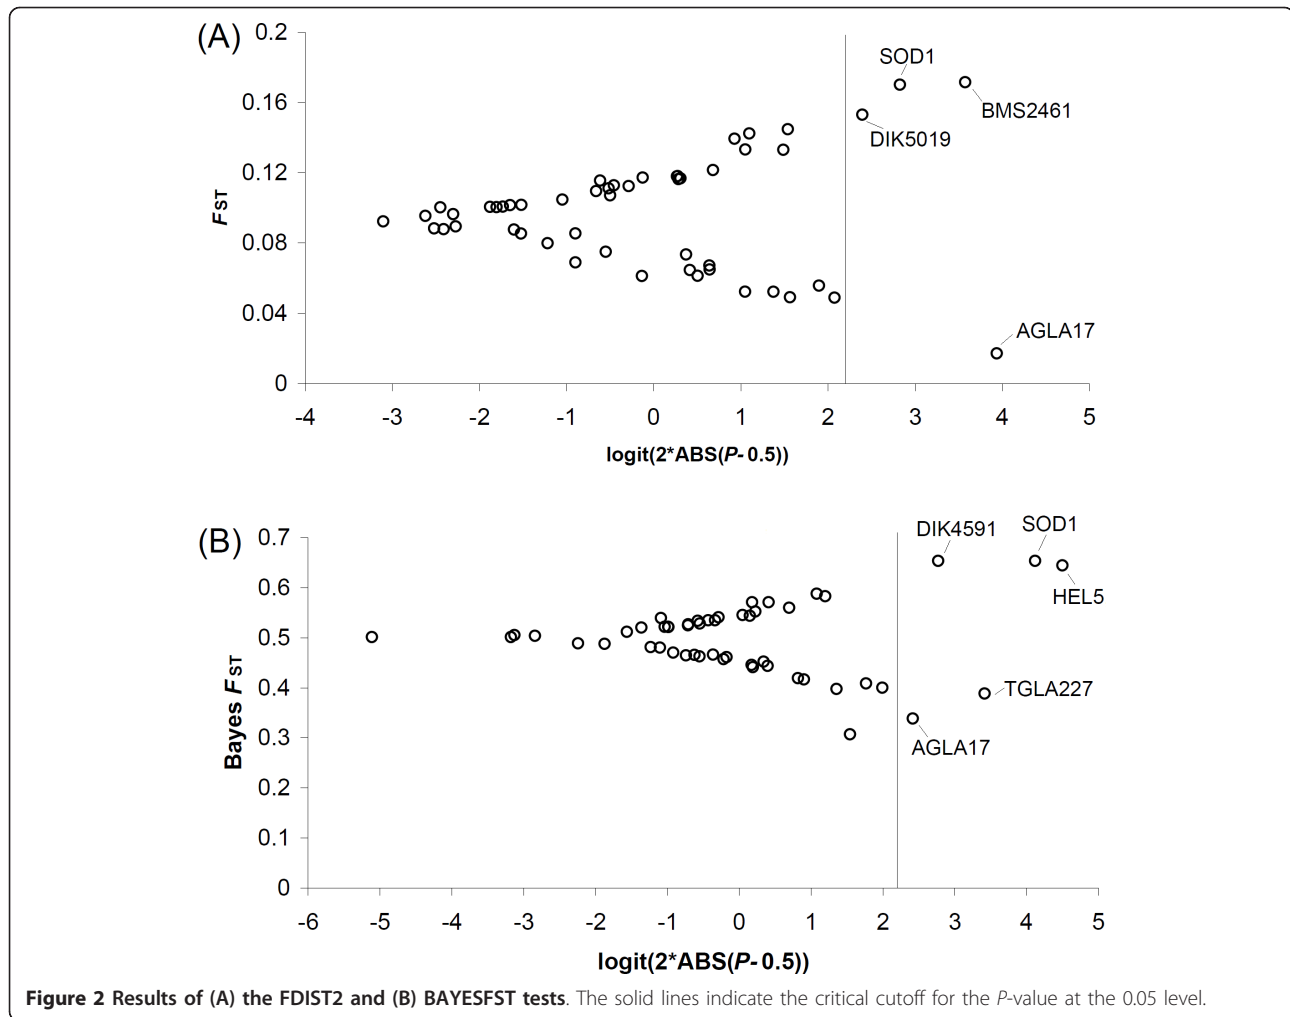 (A)
0.2
SOD1
0.16
BMS2461
DIK5019
0.12
FST
0.08
0.04
AGLA17
0
-4 -3 -2 -1 0 1 2 3 4 5
logit(2*ABS(P-0.5))
(B)
0.7
DIK4591 SOD1
0.6
HEL5
0.5
0.4
TGLA227
Bayes FST
0.3
AGLA17
0.2
0.1
0
-6 -5 -4 -3 -2 -1 0 1 2 3 4 5
logit(2*ABS(P-0.5))
Figure 2 Results of (A) the FDIST2 and (B) BAYESFST tests. The solid lines indicate the critical cutoff for the P-value at the 0.05 level.